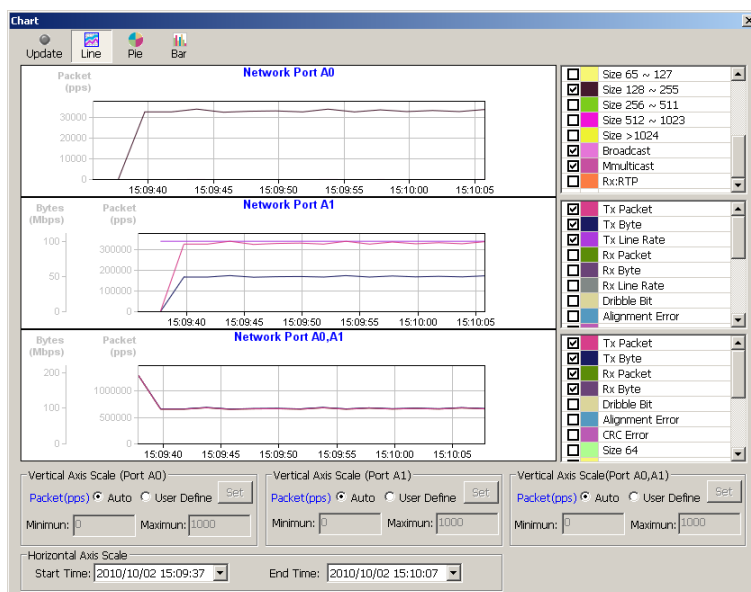 Chart
Update Line Pie Bar
Network Port A0
Packet
(pps)
30000
20000
10000
0
15:09:40 15:09:45 15:09:50 15:09:55 15:10:00 15:10:05
Size 65 ~ 127
Size 128 ~ 255
Size 256 ~ 511
Size 512 ~ 1023
Size >1024
Broadcast
Mmulticast
Rx:RTP
Network Port A1
Bytes Packet
(Mbps) (pps)
100 300000
50 200000
100000
0 0
15:09:40 15:09:45 15:09:50 15:09:55 15:10:00 15:10:05
Tx Packet
Tx Byte
Tx Line Rate
Rx Packet
Rx Byte
Rx Line Rate
Dribble Bit
Alignment Error
Network Port A0,A1
Bytes Packet
(Mbps) (pps)
200
1000000
100
500000
0 0
15:09:40 15:09:45 15:09:50 15:09:55 15:10:00 15:10:05
Tx Packet
Tx Byte
Rx Packet
Rx Byte
Dribble Bit
Alignment Error
CRC Error
Size 64
Vertical Axis Scale (Port A0)
Packet(pps) Auto User Define Set
Minimun: 0 Maximun: 1000
Vertical Axis Scale (Port A1)
Packet(pps) Auto User Define Set
Minimun: 0 Maximun: 1000
Vertical Axis Scale(Port A0,A1)
Packet(pps) Auto User Define Set
Minimun: 0 Maximun: 1000
Horizontal Axis Scale
Start Time: 2010/10/02 15:09:37 End Time: 2010/10/02 15:10:07